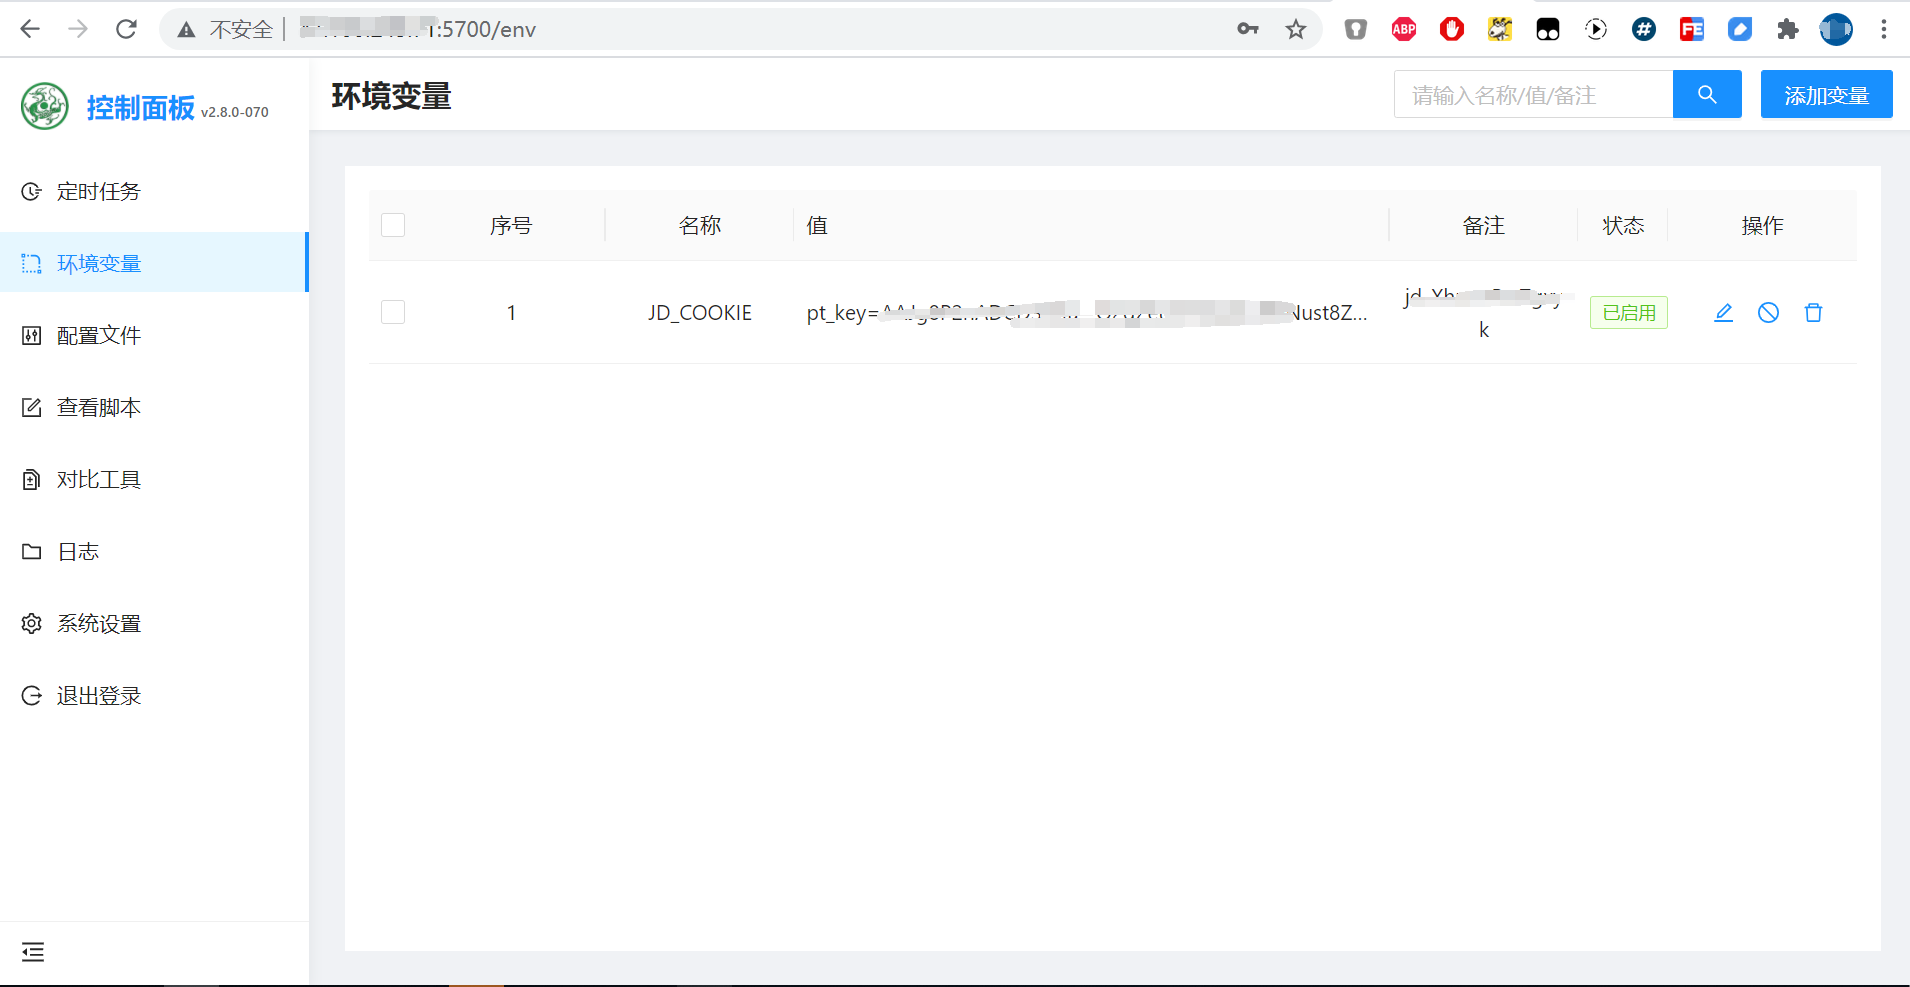 不安全 :5700/env
ABP
FE
控制面板 v2.8.0-070
环境变量
请输入名称/值/备注
添加变量
定时任务
环境变量
配置文件
查看脚本
对比工具
日志
系统设置
退出登录
序号 名称 值 备注 状态 操作
1 JD_COOKIE pt_key= Nust8Z... 已启用
k